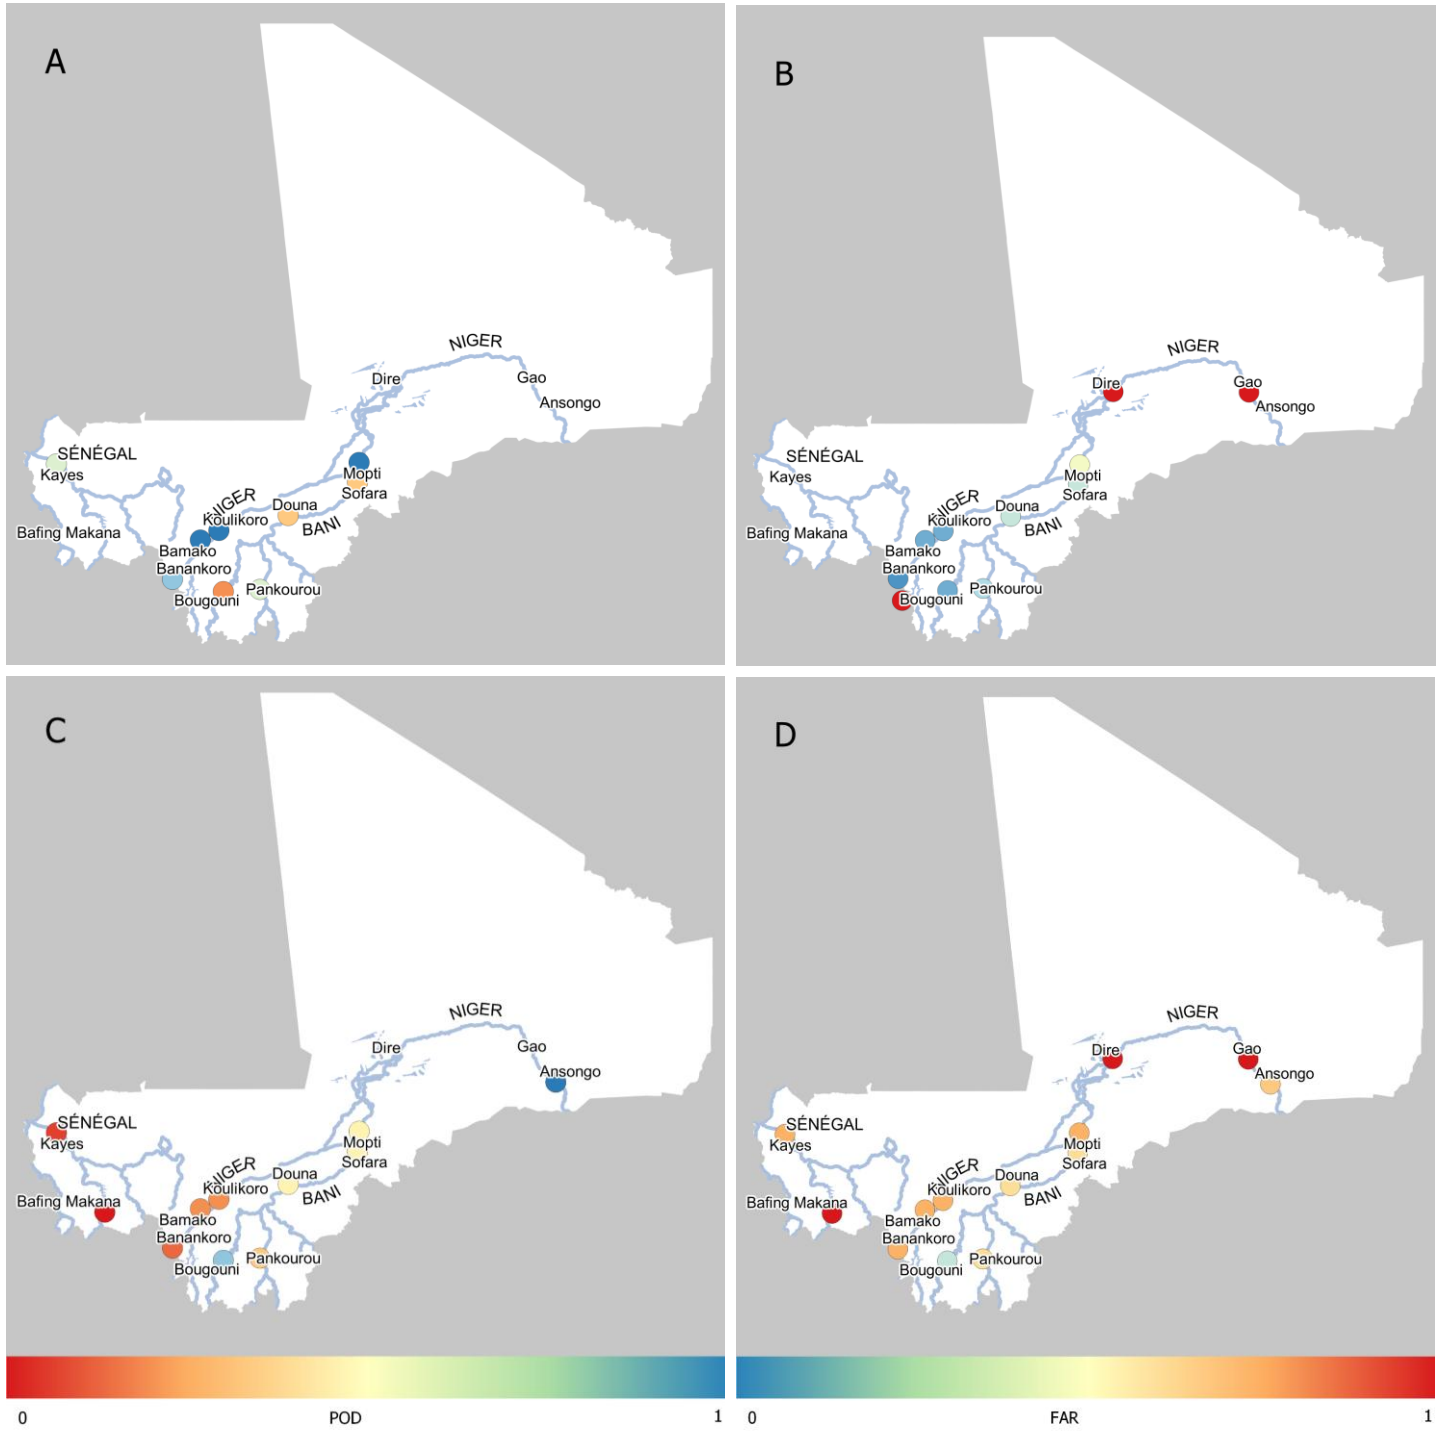 A
NIGER
Dire
Gao
Ansongo
SÉNÉGAL
Kayes
Mopti
Sofara
NIGER
Douna
Koulikoro
BANI
Bafing Makana
Bamako
Banankoro
Pankourou
Bougouni
B
NIGER
Dire
Gao
Ansongo
SÉNÉGAL
Kayes
Mopti
Sofara
NIGER
Douna
Koulikoro
BANI
Bafing Makana
Bamako
Banankoro
Pankourou
Bougouni
C
NIGER
Dire
Gao
Ansongo
SÉNÉGAL
Kayes
Mopti
Sofara
NIGER
Douna
Koulikoro
BANI
Bafing Makana
Bamako
Banankoro
Pankourou
Bougouni
D
NIGER
Dire
Gao
Ansongo
SÉNÉGAL
Kayes
Mopti
Sofara
NIGER
Douna
Koulikoro
BANI
Bafing Makana
Bamako
Banankoro
Pankourou
Bougouni
0 POD 1
0 FAR 1